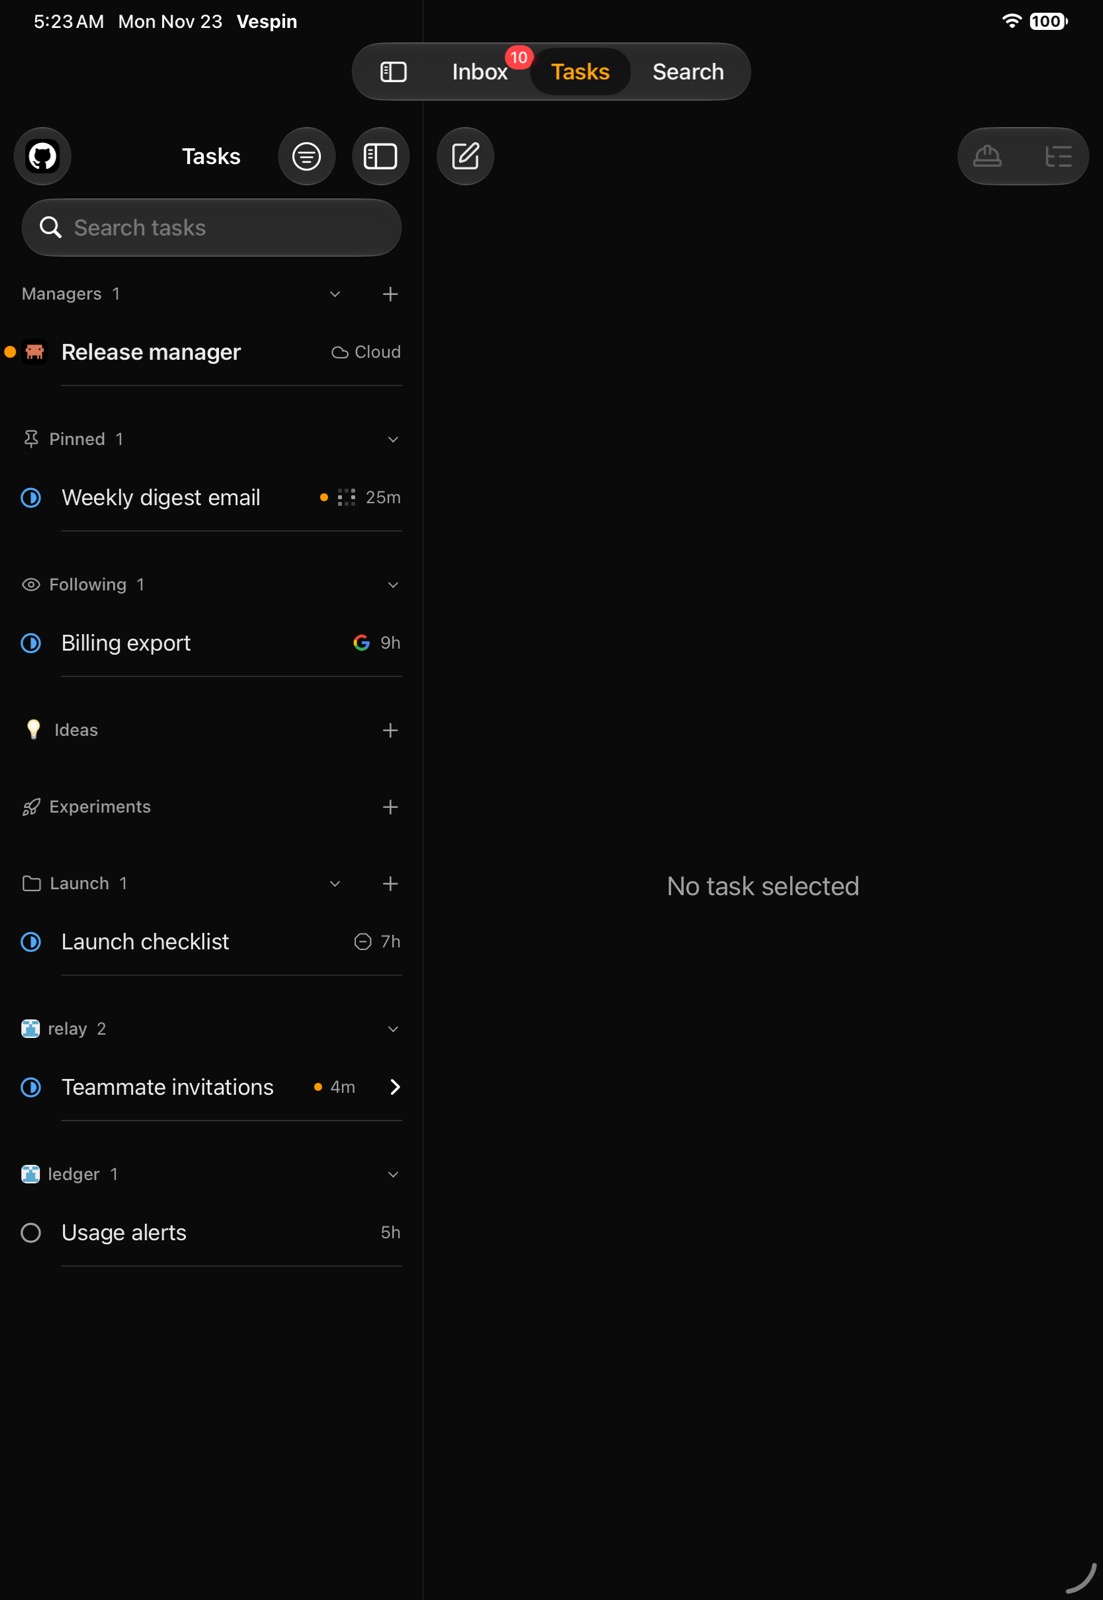 5:23 AM Mon Nov 23 Vespin
100
Inbox 10 Tasks Search
Tasks
Search tasks
Managers 1
Release manager Cloud
Pinned 1
Weekly digest email 25m
Following 1
Billing export 9h
Ideas
Experiments
Launch 1
Launch checklist 7h
relay 2
Teammate invitations 4m
ledger 1
Usage alerts 5h
No task selected